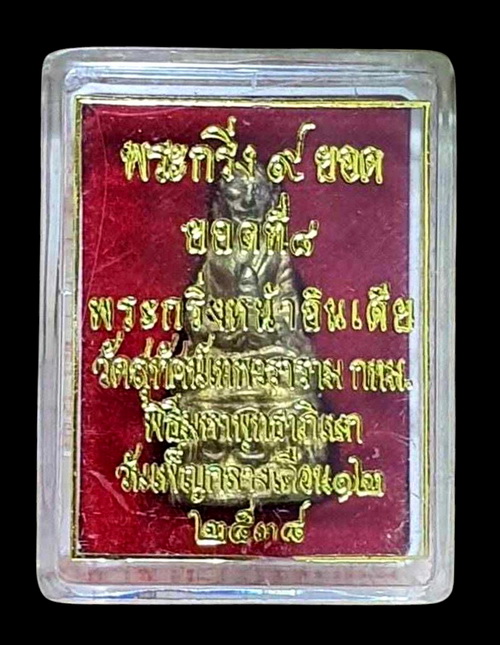 พระกริ่ง ๙ ยอด
ยอดที่๘
พระกริ่งหน้าอินเดีย
วัดสุทัศน์เทพวราราม กทม.
พิธีมหาพุทธาภิเษก
วันเพ็ญกลางเดือน๑๒
๒๕๓๘